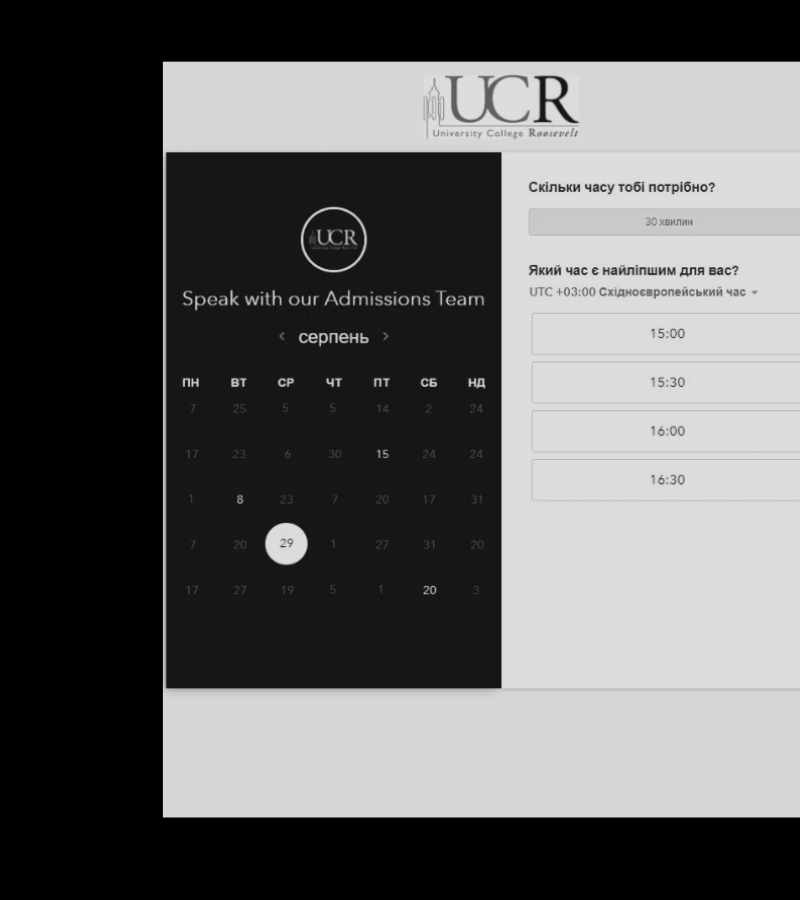 UCR
University College Roosevelt
UCR
Speak with our Admissions Team
< серпень >
ПН ВТ СР ЧТ ПТ СБ НД
7 25 5 5 14 2 24
17 23 6 30 15 24 24
1 8 23 7 20 17 31
7 20 29 1 27 31 20
17 27 19 5 1 20 3
Скільки часу тобі потрібно?
30 хвилин
Який час є найліпшим для вас?
UTC +03:00 Східноєвропейський час
15:00
15:30
16:00
16:30